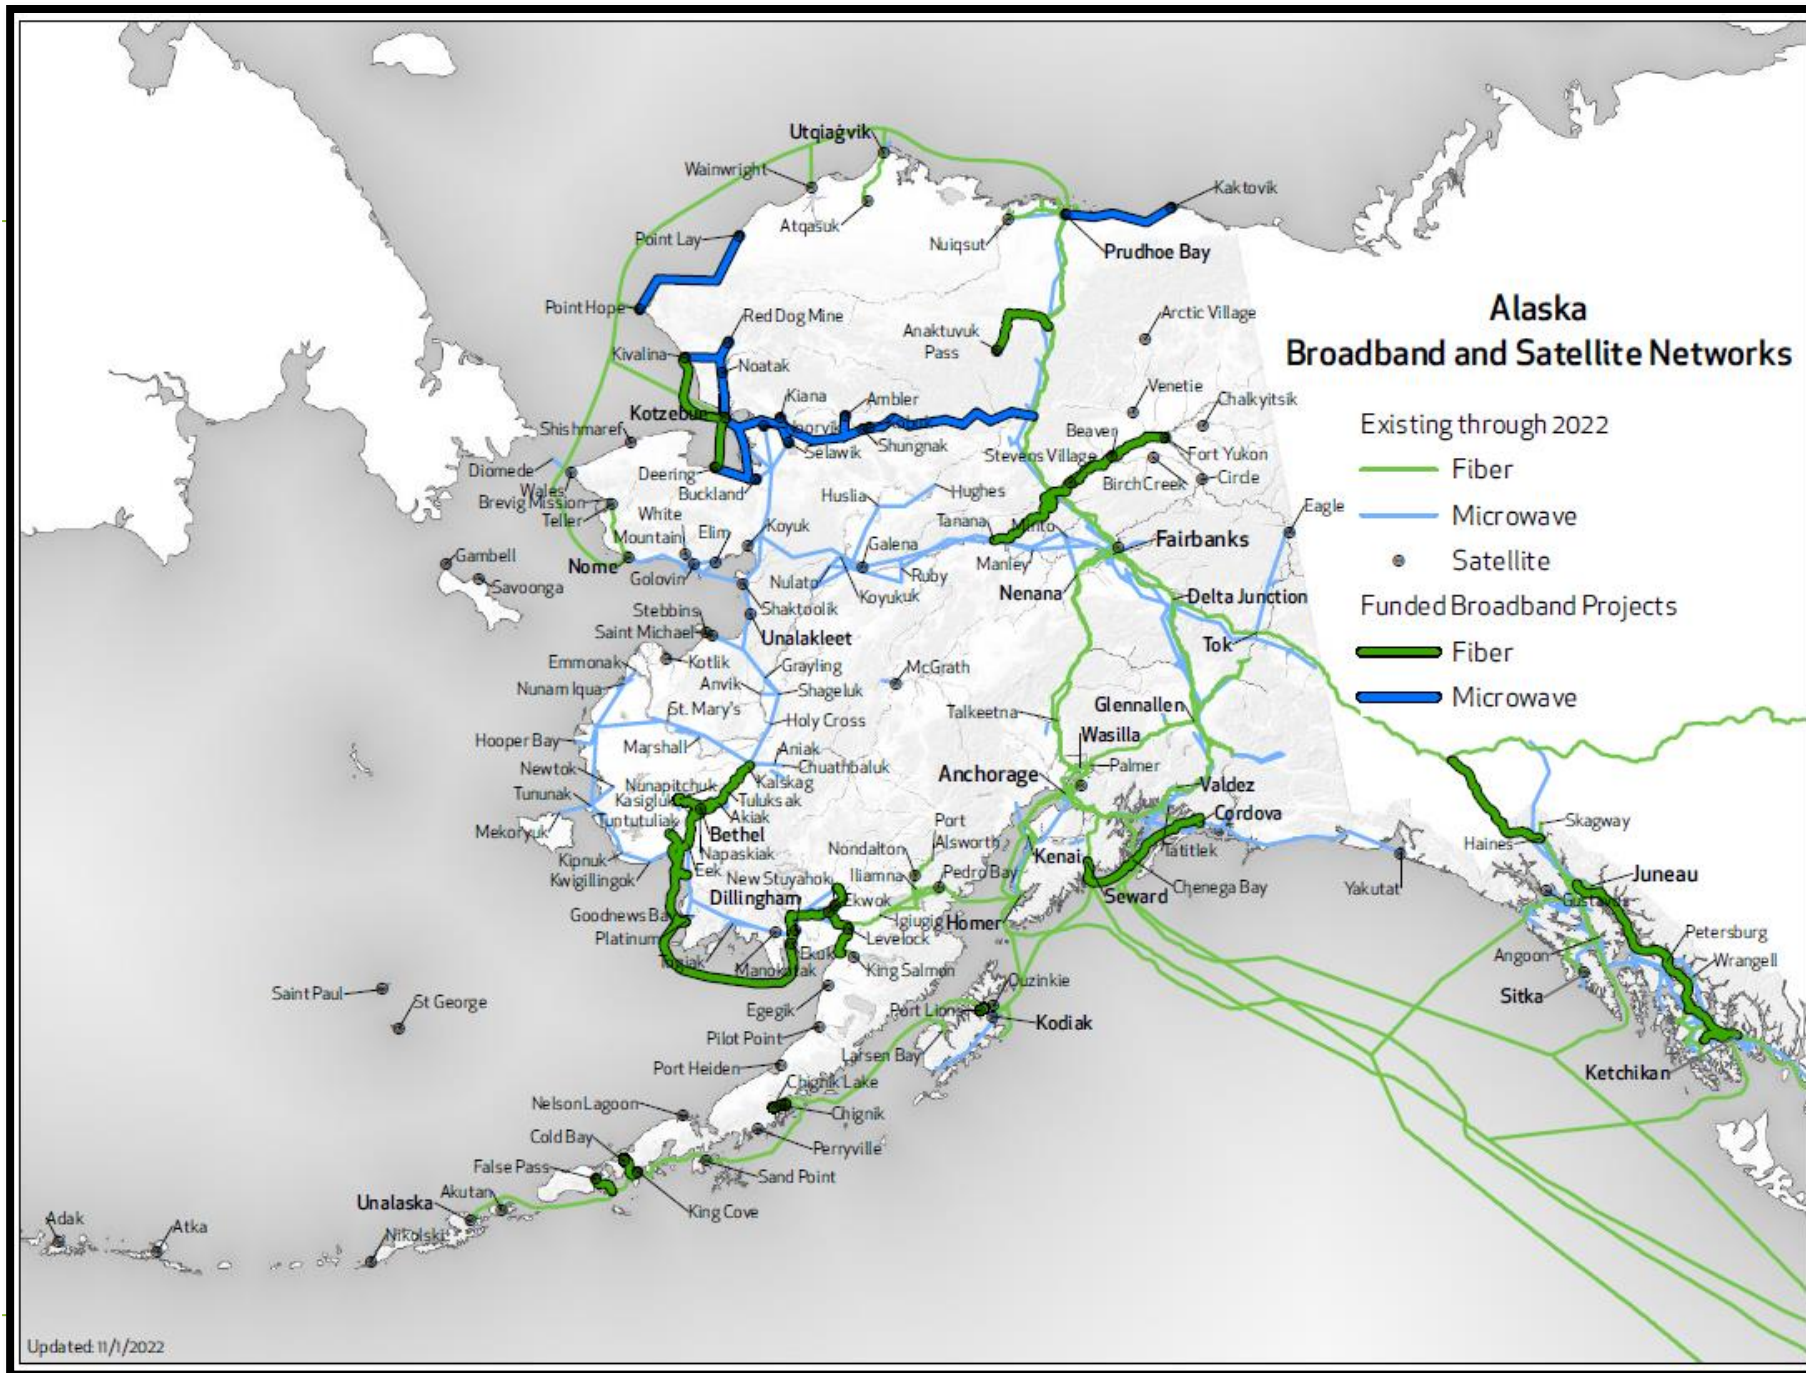 Utqiaġvik
Wainwright
Kaktovik
Atqasuk
Point Lay
Nuiqsut
Prudhoe Bay
Alaska
Broadband and Satellite Networks
Point Hope
Red Dog Mine
Arctic Village
Anaktuvuk
Pass
Kivalina
Noatak
Venetie
Kiana
Ambler
Chalkyitsik
Existing through 2022
Kotzebue
Shishmaref
Beaver
Fiber
Selawik
Shungnak
Stevens Village
Fort Yukon
Diomede
Deering
Birch Creek
Circle
Wales
Buckland
Huslia
Hughes
Brevig Mission
Eagle
Microwave
Teller
White
Mountain
Elim
Koyuk
Tanana
Minto
Fairbanks
Gambell
Galena
Satellite
Nome
Golovin
Manley
Savoonga
Nulato
Ruby
Koyukuk
Nenana
Delta Junction
Funded Broadband Projects
Stebbins
Shaktoolik
Saint Michael
Unalakleet
Tok
Fiber
Emmonak
Kotlik
Grayling
McGrath
Nunam Iqua
Anvik
Shageluk
Microwave
St. Mary's
Holy Cross
Talkeetna
Glennallen
Hooper Bay
Marshall
Aniak
Wasilla
Newtok
Chuathbaluk
Palmer
Nunapitchuk
Kalskag
Anchorage
Valdez
Tununak
Kasigluk
Tuluksak
Tuntutuliak
Akiak
Cordova
Mekoryuk
Bethel
Port
Alsworth
Skagway
Kipnuk
Napaskiak
Nondalton
Kenai
Tatitlek
Haines
Kwigillingok
Eek
New Stuyahok
Iliamna
Pedro Bay
Chenega Bay
Yakutat
Juneau
Dillingham
Ekwok
Seward
Gustavus
Goodnews Bay
Igiugig
Homer
Platinum
Levelock
Petersburg
Togiak
Manokotak
Ekuk
King Salmon
Angoon
Wrangell
Saint Paul
St George
Egegik
Ouzinkie
Port Lions
Sitka
Pilot Point
Kodiak
Larsen Bay
Port Heiden
Ketchikan
Chignik Lake
Nelson Lagoon
Chignik
Cold Bay
Perryville
False Pass
Sand Point
Unalaska
Akutan
King Cove
Adak
Atka
Nikolski
Updated: 11/1/2022